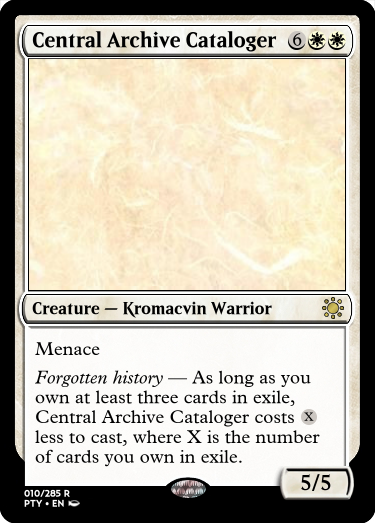 Central Archive Cataloger 6
Creature — Kromacvin Warrior
Menace
Forgotten history — As long as you
own at least three cards in exile,
Central Archive Cataloger costs X
less to cast, where X is the number
of cards you own in exile.
5/5
010/285 R
PTY • EN